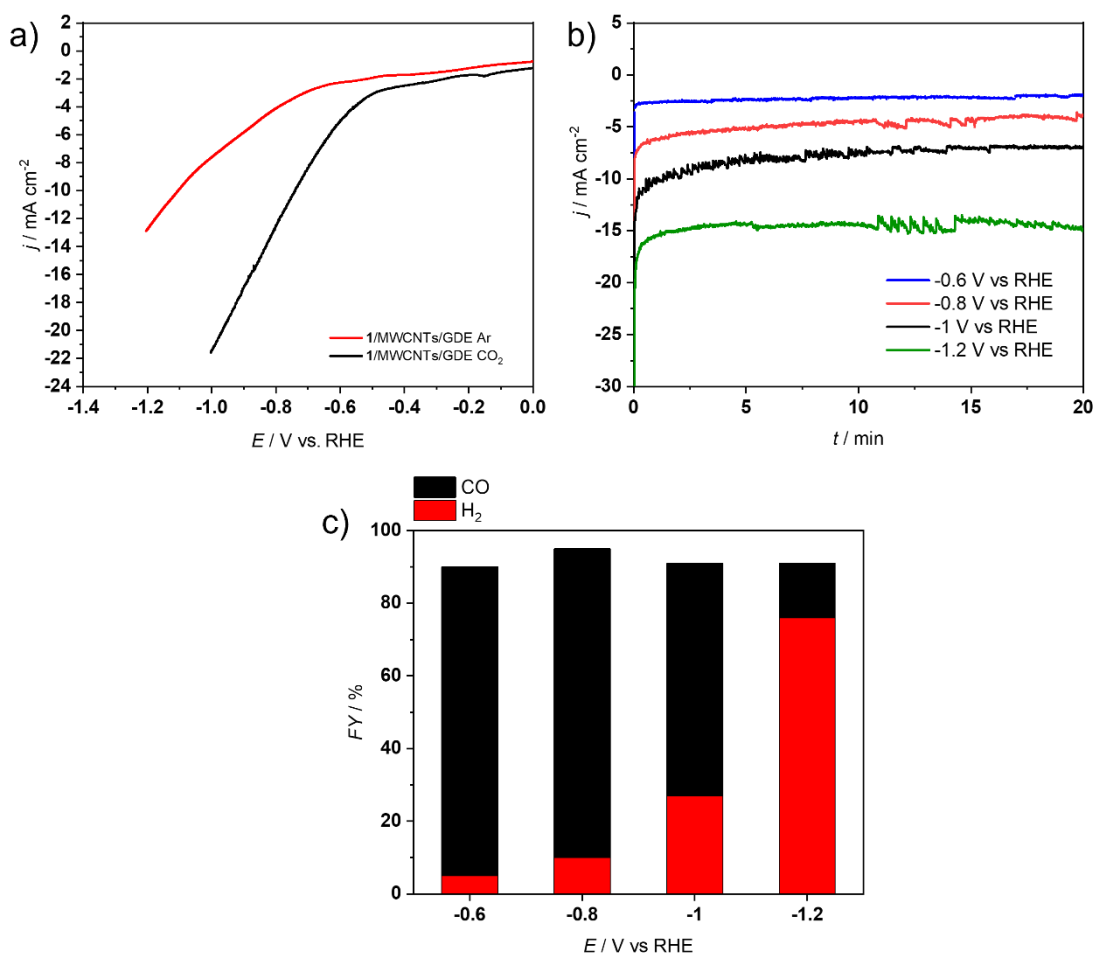 a)
2
0
-2
-4
-6
-8
-10
-12
-14
-16
-18
-20
-22
-24
j / mA cm-2
1/MWCNTs/GDE Ar
1/MWCNTs/GDE CO2
-1.4 -1.2 -1.0 -0.8 -0.6 -0.4 -0.2 0.0
E / V vs. RHE
b)
5
0
-5
-10
-15
-20
-25
-30
j / mA cm-2
-0.6 V vs RHE
-0.8 V vs RHE
-1 V vs RHE
-1.2 V vs RHE
0 5 10 15 20
t / min
CO
H2
c)
100
80
60
40
20
0
FY / %
-0.6 -0.8 -1 -1.2
E / V vs RHE